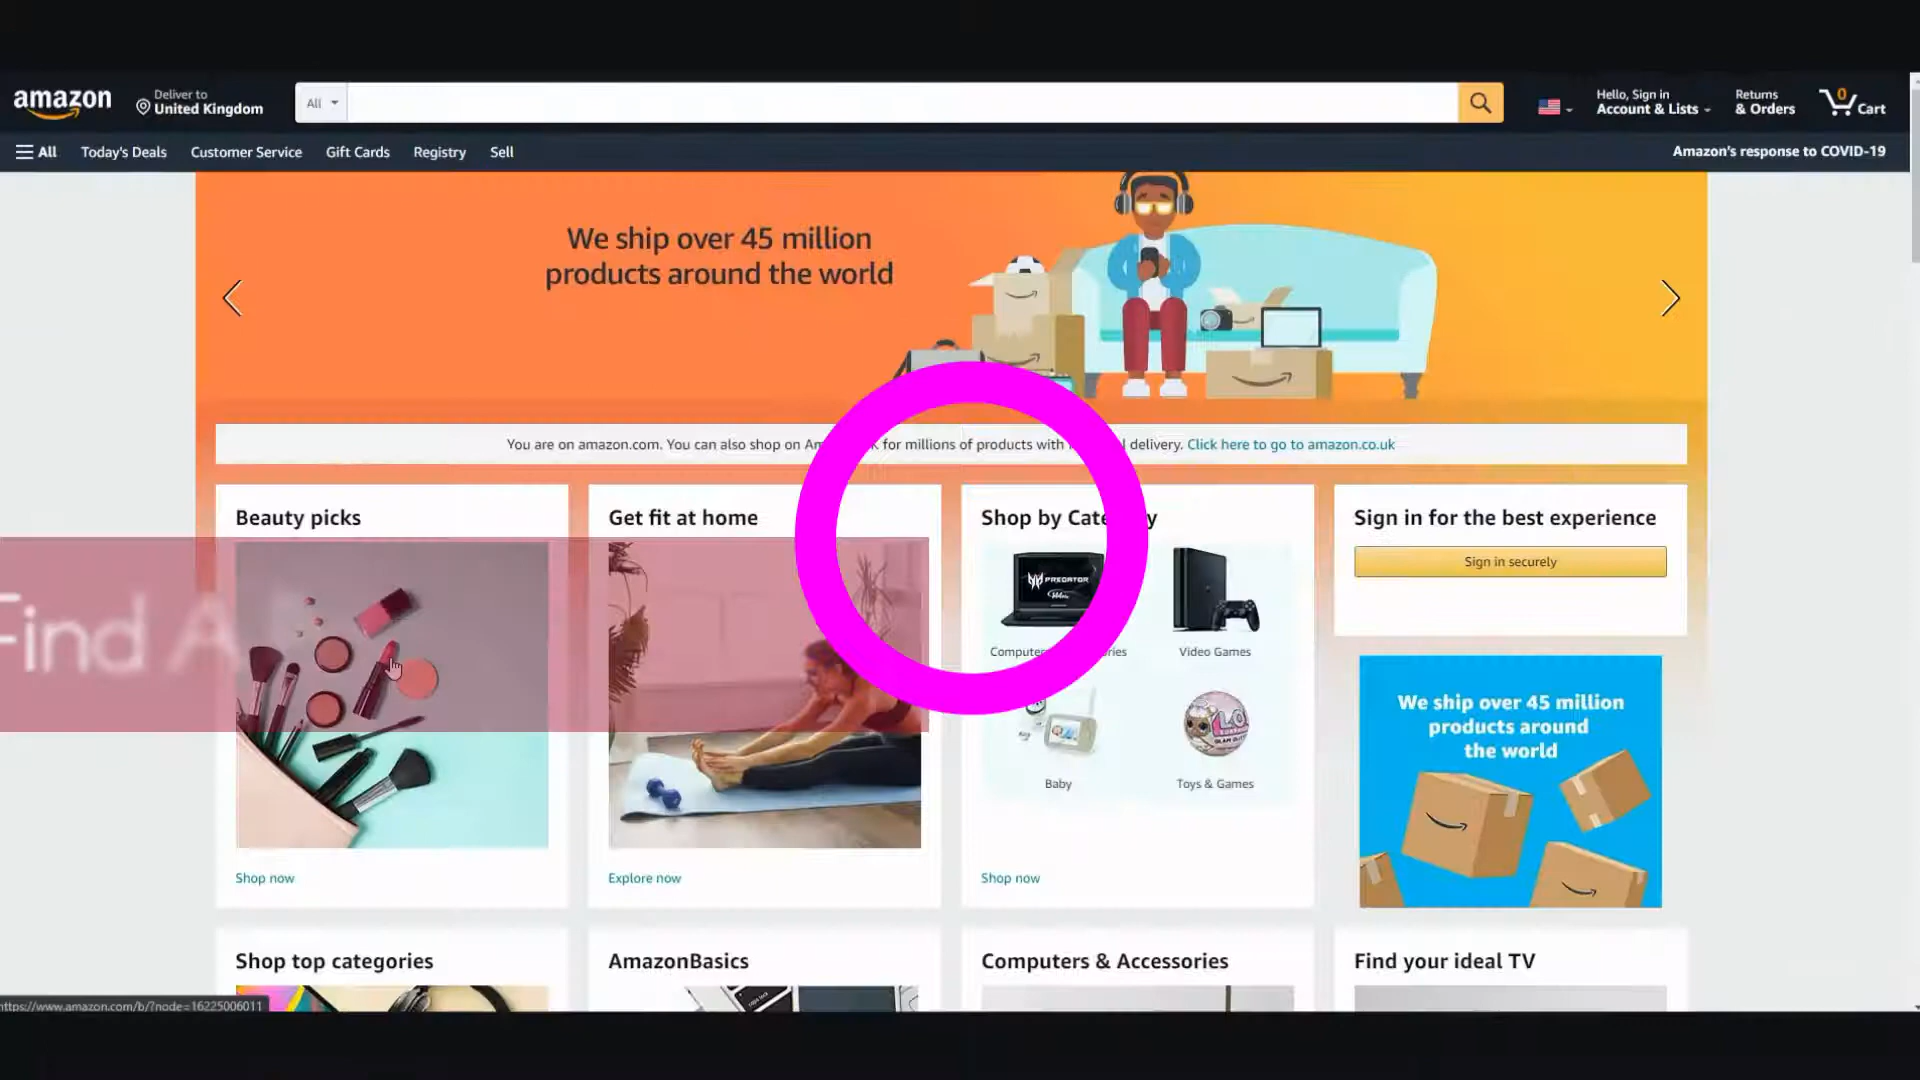 amazon
Deliver to
United Kingdom
All
Hello, Sign in
Account & Lists
Returns
& Orders
0
Cart
All
Today's Deals
Customer Service
Gift Cards
Registry
Sell
Amazon's response to COVID-19
We ship over 45 million
products around the world
You are on amazon.com. You can also shop on for millions of products with delivery. Click here to go to amazon.co.uk
Beauty picks
Get fit at home
Shop by
Sign in for the best experience
Sign in securely
Find A
PREDATOR
Video Games
We ship over 45 million
products around
the world
Baby
Toys & Games
Shop now
Explore now
Shop now
Shop top categories
AmazonBasics
Computers & Accessories
Find your ideal TV
https://www.amazon.com/b/?node=16225006011